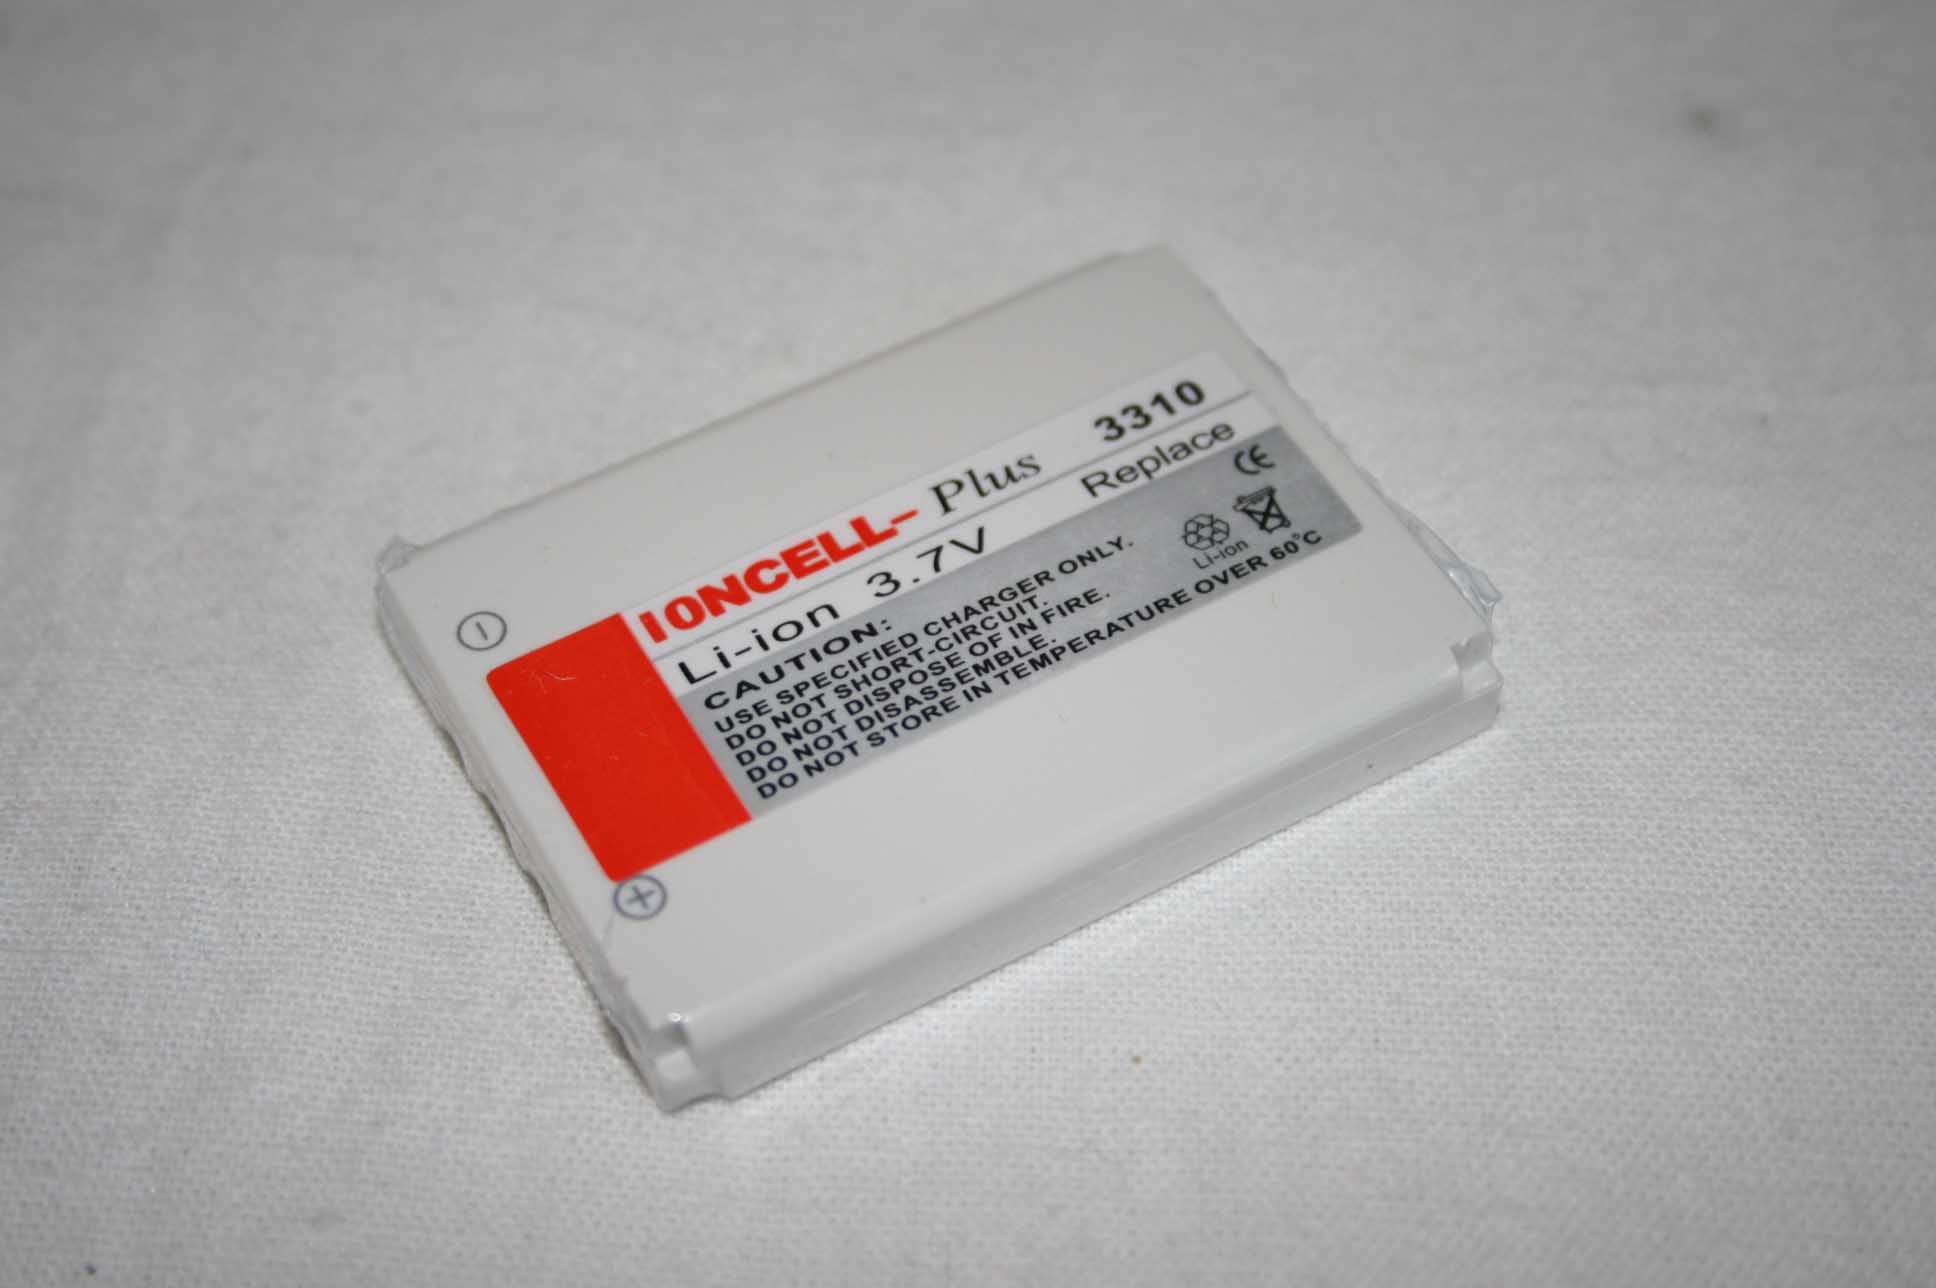 IONCELL- Plus 3310
Li-ion 3.7V Replace
CAUTION:
USE SPECIFIED CHARGER ONLY.
DO NOT SHORT-CIRCUIT.
DO NOT DISPOSE OF IN FIRE.
DO NOT DISASSEMBLE.
DO NOT STORE IN TEMPERATURE OVER 60°C
CE
Li-ion